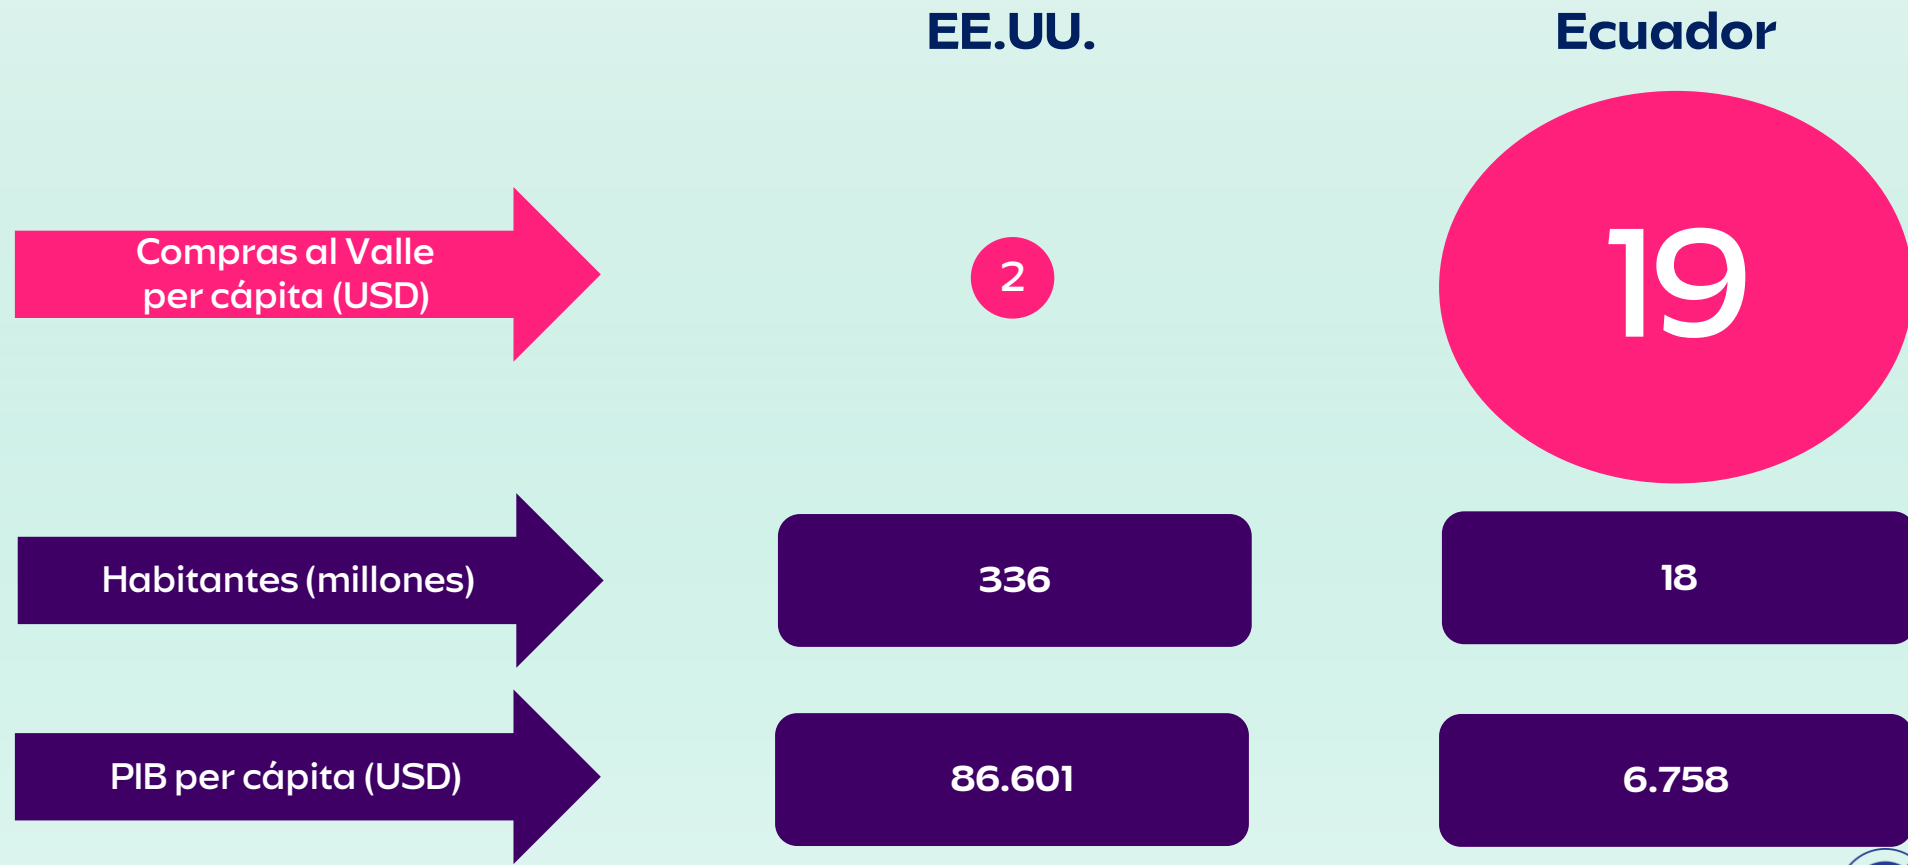 EE.UU.
Ecuador
Compras al Valle
per cápita (USD)
2
19
Habitantes (millones)
336
18
PIB per cápita (USD)
86.601
6.758